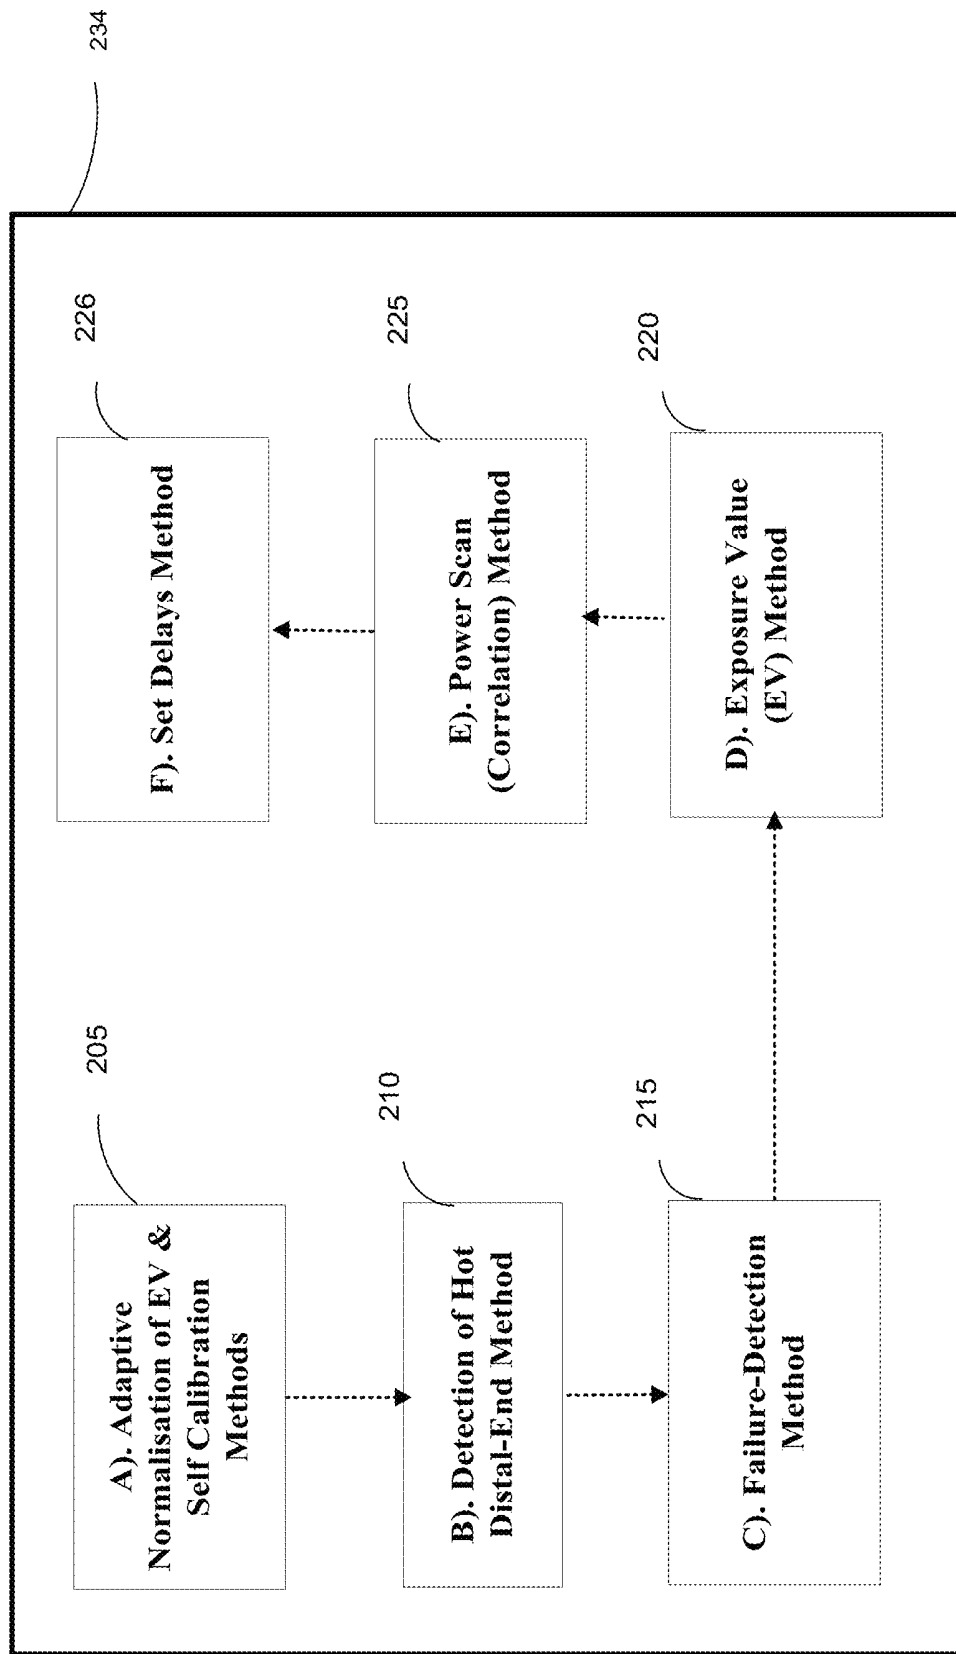 234
205
A). Adaptive
Normalisation of EV &
Self Calibration
Methods
210
B). Detection of Hot
Distal-End Method
215
C). Failure-Detection
Method
220
D). Exposure Value
(EV) Method
225
E). Power Scan
(Correlation) Method
226
F). Set Delays Method